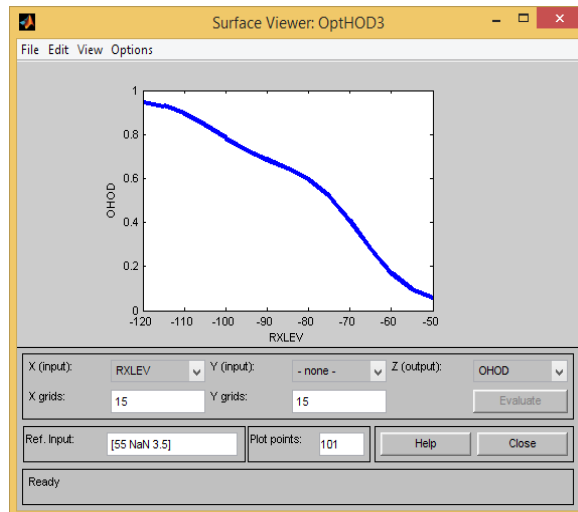 Surface Viewer: OptHOD3
File Edit View Options
1
0.8
0.6
0.4
0.2
0
OHOD
-120 -110 -100 -90 -80 -70 -60 -50
RXLEV
X (input): RXLEV Y (input): - none - Z (output): OHOD
X grids: 15 Y grids: 15 Evaluate
Ref. Input: [55 NaN 3.5] Plot points: 101 Help Close
Ready